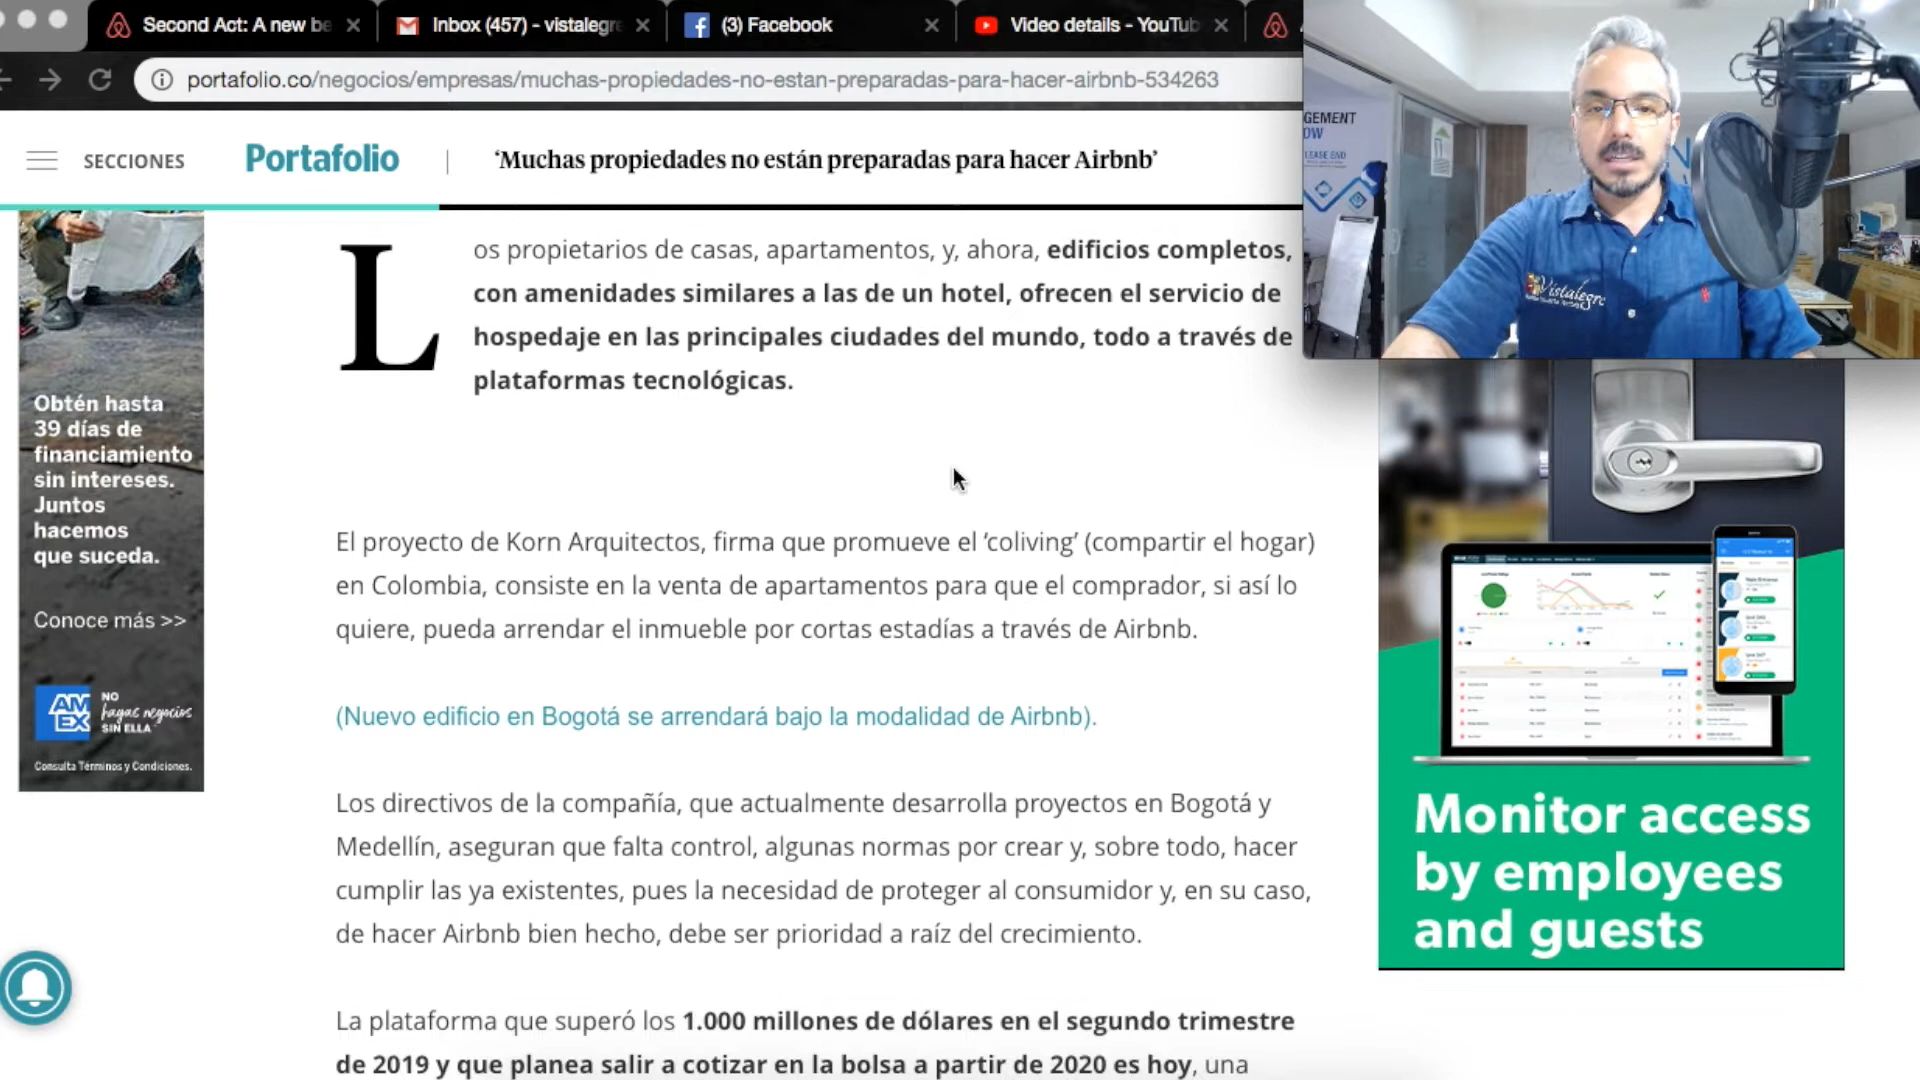 Second Act: A new be
Inbox (457) - vistalegre
(3) Facebook
Video details - YouTub
portafolio.co/negocios/empresas/muchas-propiedades-no-estan-preparadas-para-hacer-airbnb-534263
SECCIONES
Portafolio
‘Muchas propiedades no están preparadas para hacer Airbnb’
GEMENT
OW
LEASE END
N
Vistalegre
Los propietarios de casas, apartamentos, y, ahora, edificios completos,
con amenidades similares a las de un hotel, ofrecen el servicio de
hospedaje en las principales ciudades del mundo, todo a través de
plataformas tecnológicas.
Obtén hasta
39 días de
financiamiento
sin intereses.
Juntos
hacemos
que suceda.
Conoce más >>
AM
EX
NO
hagas negocios
SIN ELLA
Consulta Términos y Condiciones.
El proyecto de Korn Arquitectos, firma que promueve el ‘coliving’ (compartir el hogar)
en Colombia, consiste en la venta de apartamentos para que el comprador, si así lo
quiere, pueda arrendar el inmueble por cortas estadías a través de Airbnb.
(Nuevo edificio en Bogotá se arrendará bajo la modalidad de Airbnb).
Los directivos de la compañía, que actualmente desarrolla proyectos en Bogotá y
Medellín, aseguran que falta control, algunas normas por crear y, sobre todo, hacer
cumplir las ya existentes, pues la necesidad de proteger al consumidor y, en su caso,
de hacer Airbnb bien hecho, debe ser prioridad a raíz del crecimiento.
La plataforma que superó los 1.000 millones de dólares en el segundo trimestre
de 2019 y que planea salir a cotizar en la bolsa a partir de 2020 es hoy, una
Monitor access
by employees
and guests